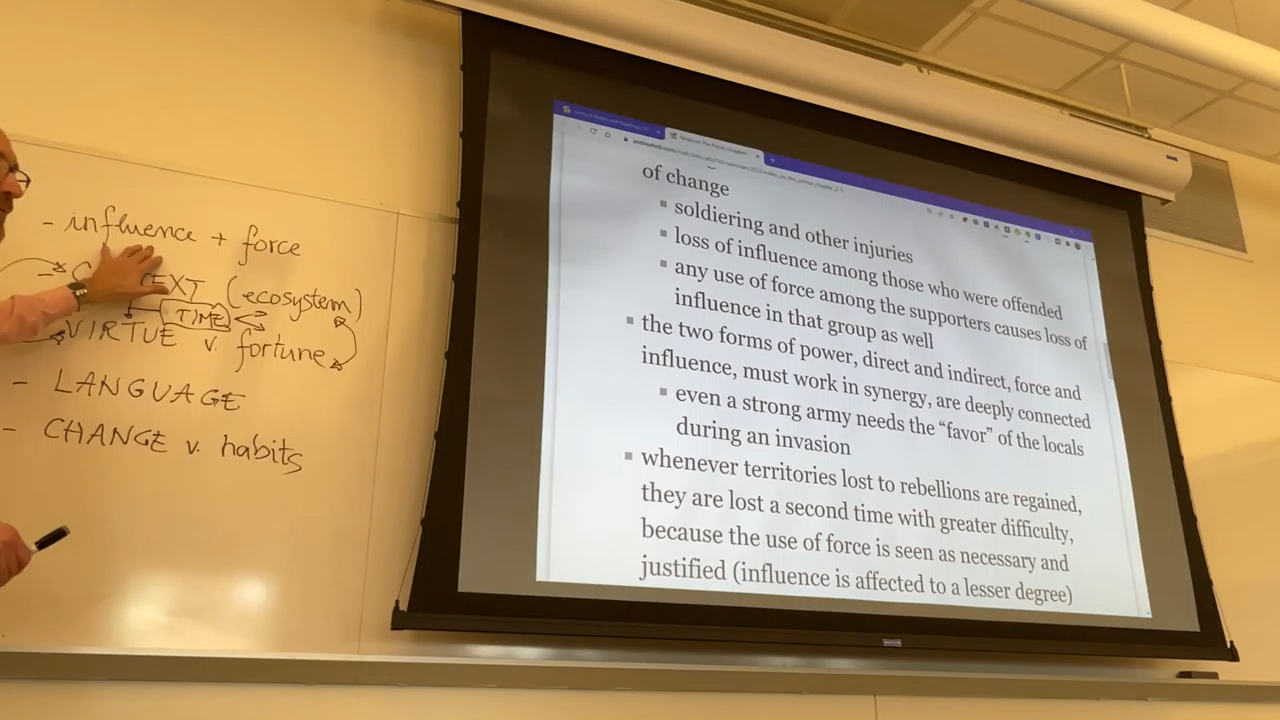 - influence + force
EXT (ecosystem)
TIME
VIRTUE v. fortune
- LANGUAGE
- CHANGE v. habits
of change
▪ soldiering and other injuries
▪ loss of influence among those who were offended
▪ any use of force among the supporters causes loss of
influence in that group as well
▪ the two forms of power, direct and indirect, force and
influence, must work in synergy, are deeply connected
▪ even a strong army needs the “favor” of the locals
during an invasion
▪ whenever territories lost to rebellions are regained,
they are lost a second time with greater difficulty,
because the use of force is seen as necessary and
justified (influence is affected to a lesser degree)